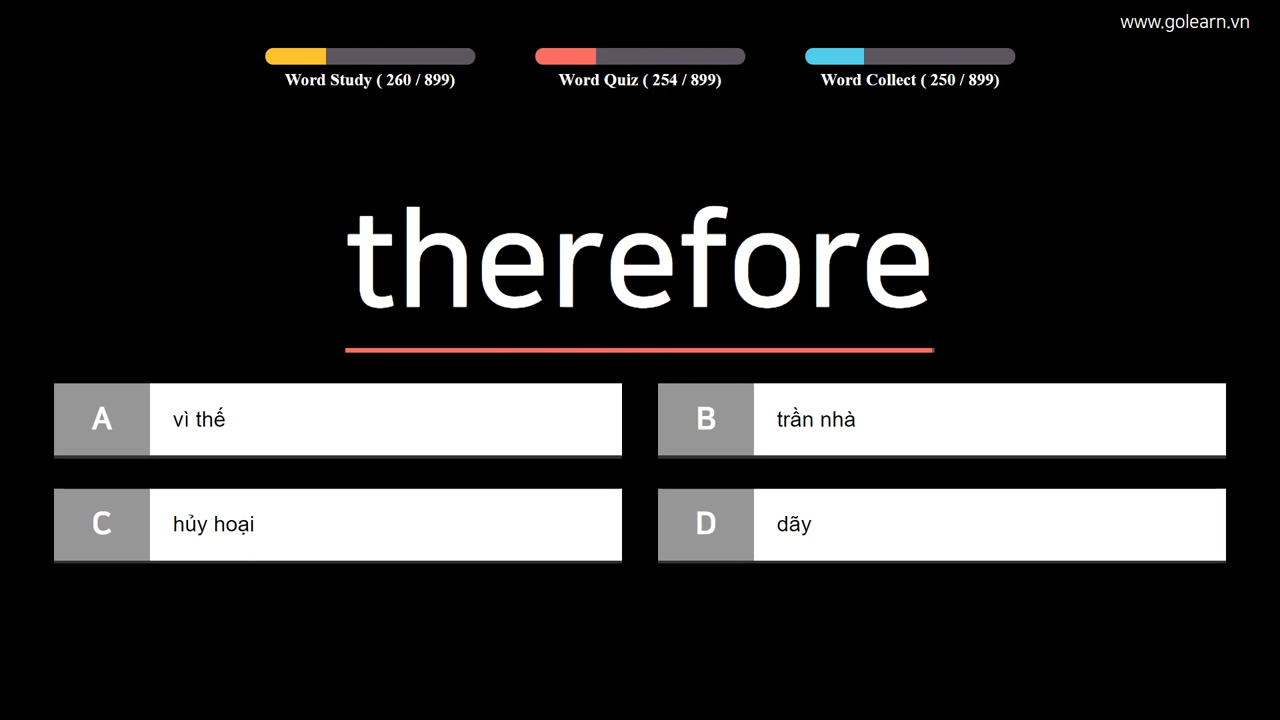 www.golearn.vn
Word Study ( 260 / 899)
Word Quiz ( 254 / 899)
Word Collect ( 250 / 899)
therefore
A vì thế
B trần nhà
C hủy hoại
D dãy